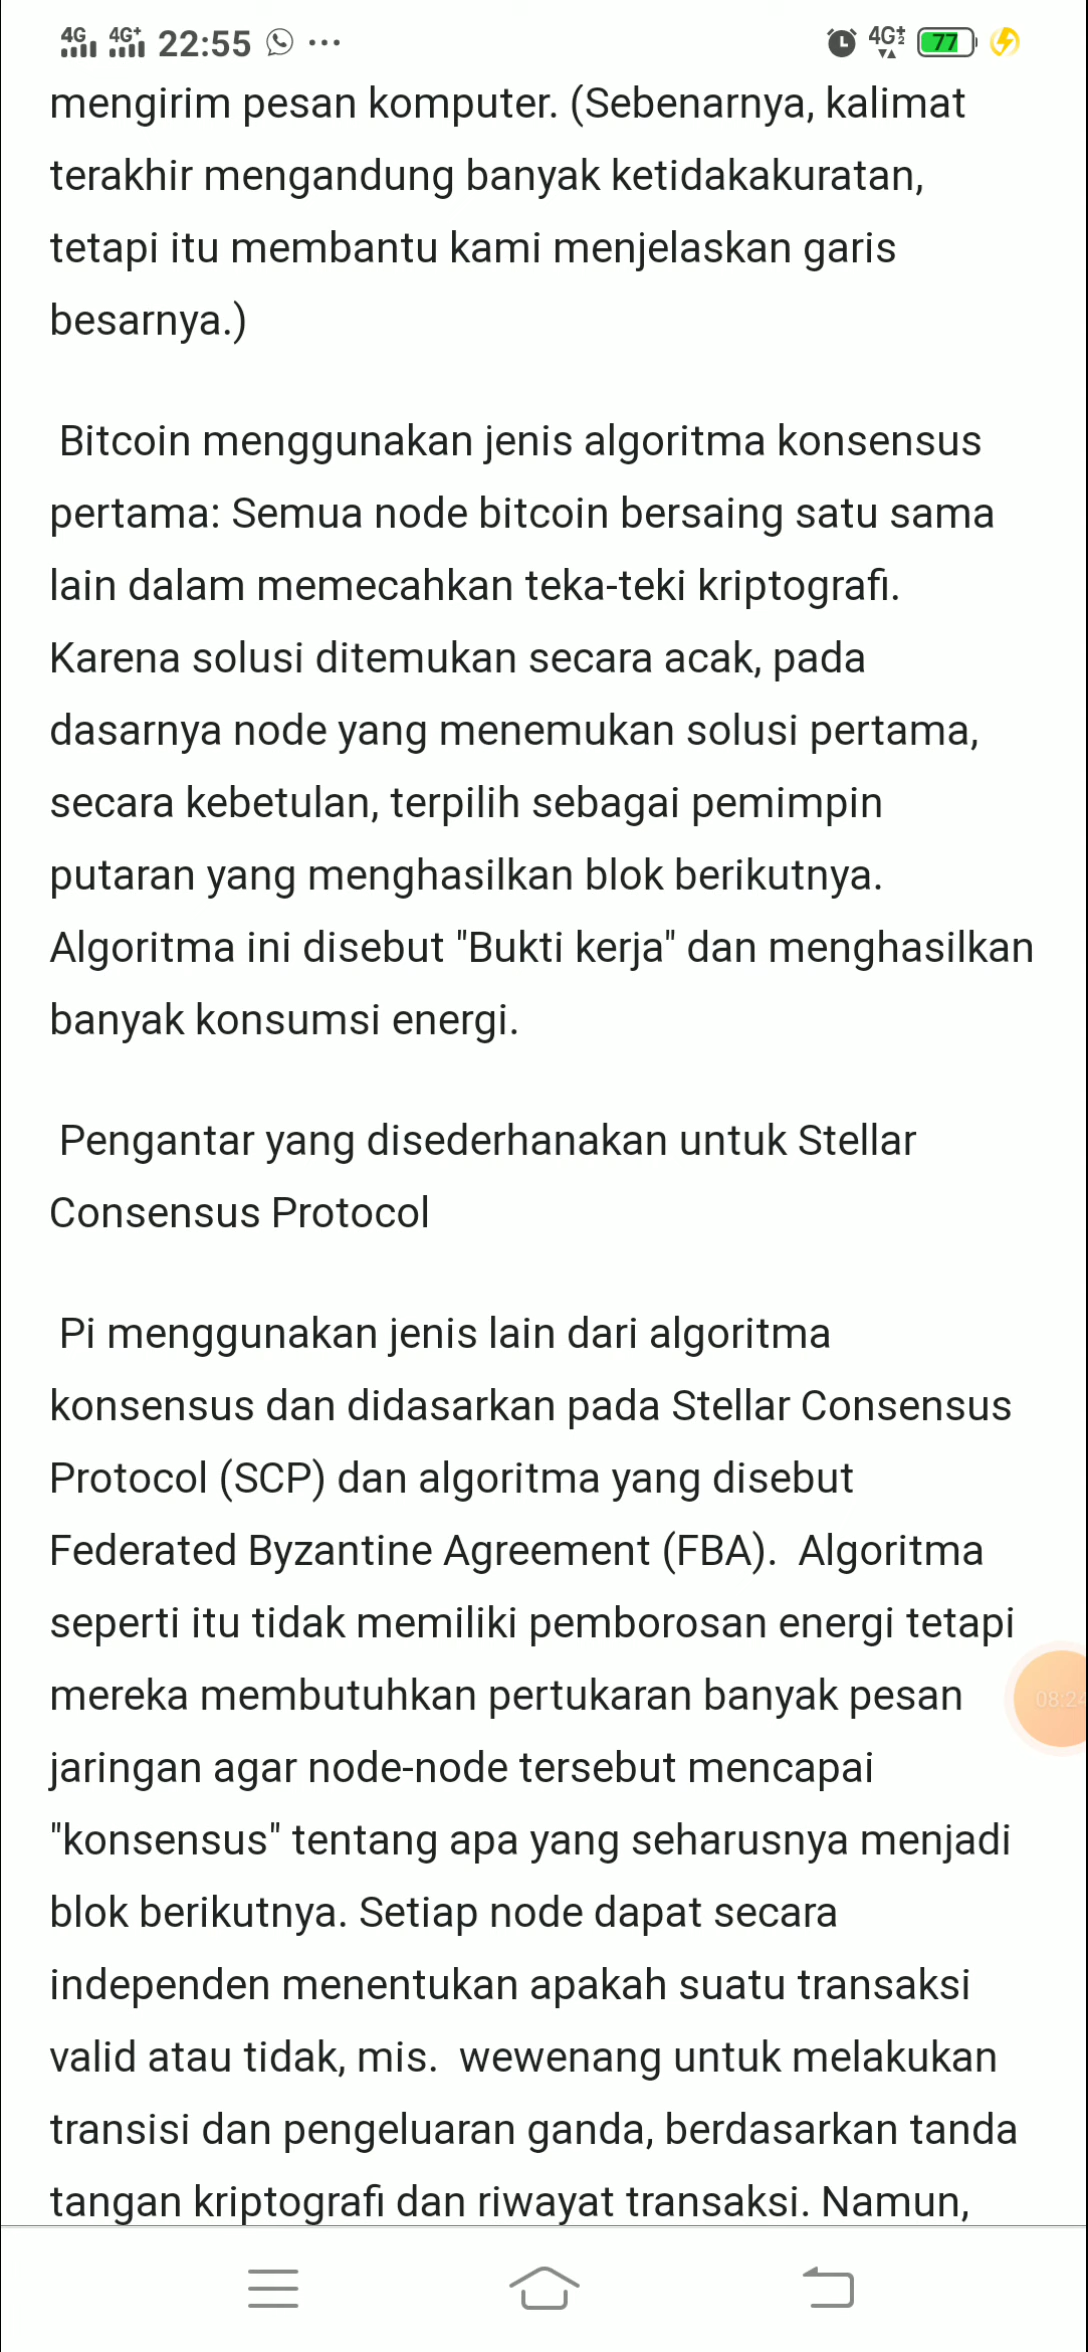 4G 4G+ 22:55 ...
4G+ 2 77
mengirim pesan komputer. (Sebenarnya, kalimat
terakhir mengandung banyak ketidakakuratan,
tetapi itu membantu kami menjelaskan garis
besarnya.)
Bitcoin menggunakan jenis algoritma konsensus
pertama: Semua node bitcoin bersaing satu sama
lain dalam memecahkan teka-teki kriptografi.
Karena solusi ditemukan secara acak, pada
dasarnya node yang menemukan solusi pertama,
secara kebetulan, terpilih sebagai pemimpin
putaran yang menghasilkan blok berikutnya.
Algoritma ini disebut "Bukti kerja" dan menghasilkan
banyak konsumsi energi.
Pengantar yang disederhanakan untuk Stellar
Consensus Protocol
Pi menggunakan jenis lain dari algoritma
konsensus dan didasarkan pada Stellar Consensus
Protocol (SCP) dan algoritma yang disebut
Federated Byzantine Agreement (FBA).  Algoritma
seperti itu tidak memiliki pemborosan energi tetapi
mereka membutuhkan pertukaran banyak pesan
08:2
jaringan agar node-node tersebut mencapai
"konsensus" tentang apa yang seharusnya menjadi
blok berikutnya. Setiap node dapat secara
independen menentukan apakah suatu transaksi
valid atau tidak, mis.  wewenang untuk melakukan
transisi dan pengeluaran ganda, berdasarkan tanda
tangan kriptografi dan riwayat transaksi. Namun,